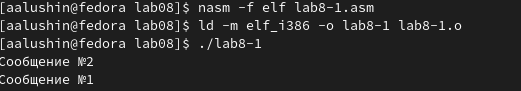 [aalushin@fedora lab08]$ nasm -f elf lab8-1.asm
[aalushin@fedora lab08]$ ld -m elf_i386 -o lab8-1 lab8-1.o
[aalushin@fedora lab08]$ ./lab8-1
Сообщение №2
Сообщение №1